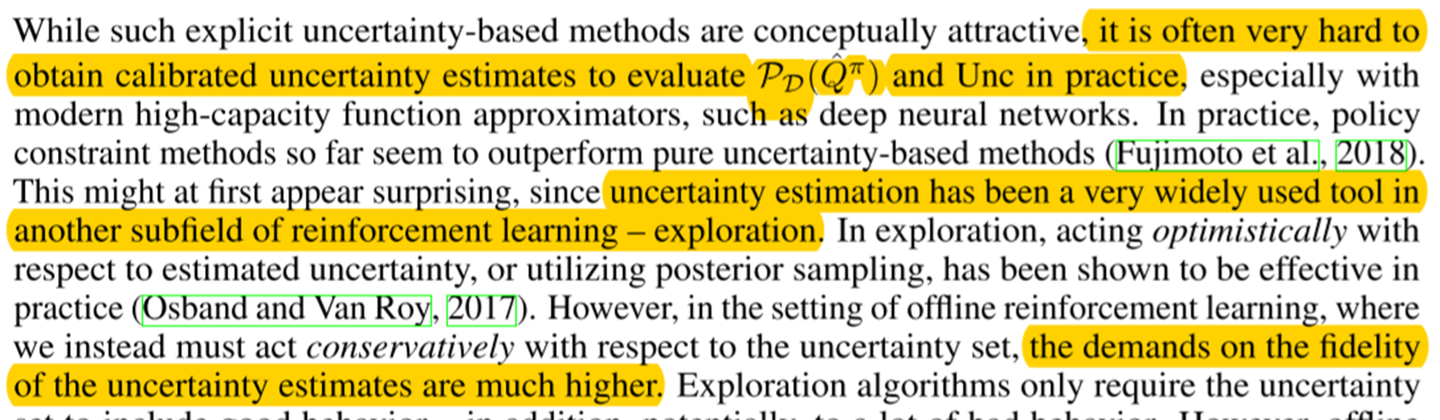 While such explicit uncertainty-based methods are conceptually attractive, it is often very hard to
obtain calibrated uncertainty estimates to evaluate 𝒫_𝒟(Q̂^π) and Unc in practice, especially with
modern high-capacity function approximators, such as deep neural networks. In practice, policy
constraint methods so far seem to outperform pure uncertainty-based methods (Fujimoto et al., 2018).
This might at first appear surprising, since uncertainty estimation has been a very widely used tool in
another subfield of reinforcement learning – exploration. In exploration, acting optimistically with
respect to estimated uncertainty, or utilizing posterior sampling, has been shown to be effective in
practice (Osband and Van Roy, 2017). However, in the setting of offline reinforcement learning, where
we instead must act conservatively with respect to the uncertainty set, the demands on the fidelity
of the uncertainty estimates are much higher. Exploration algorithms only require the uncertainty